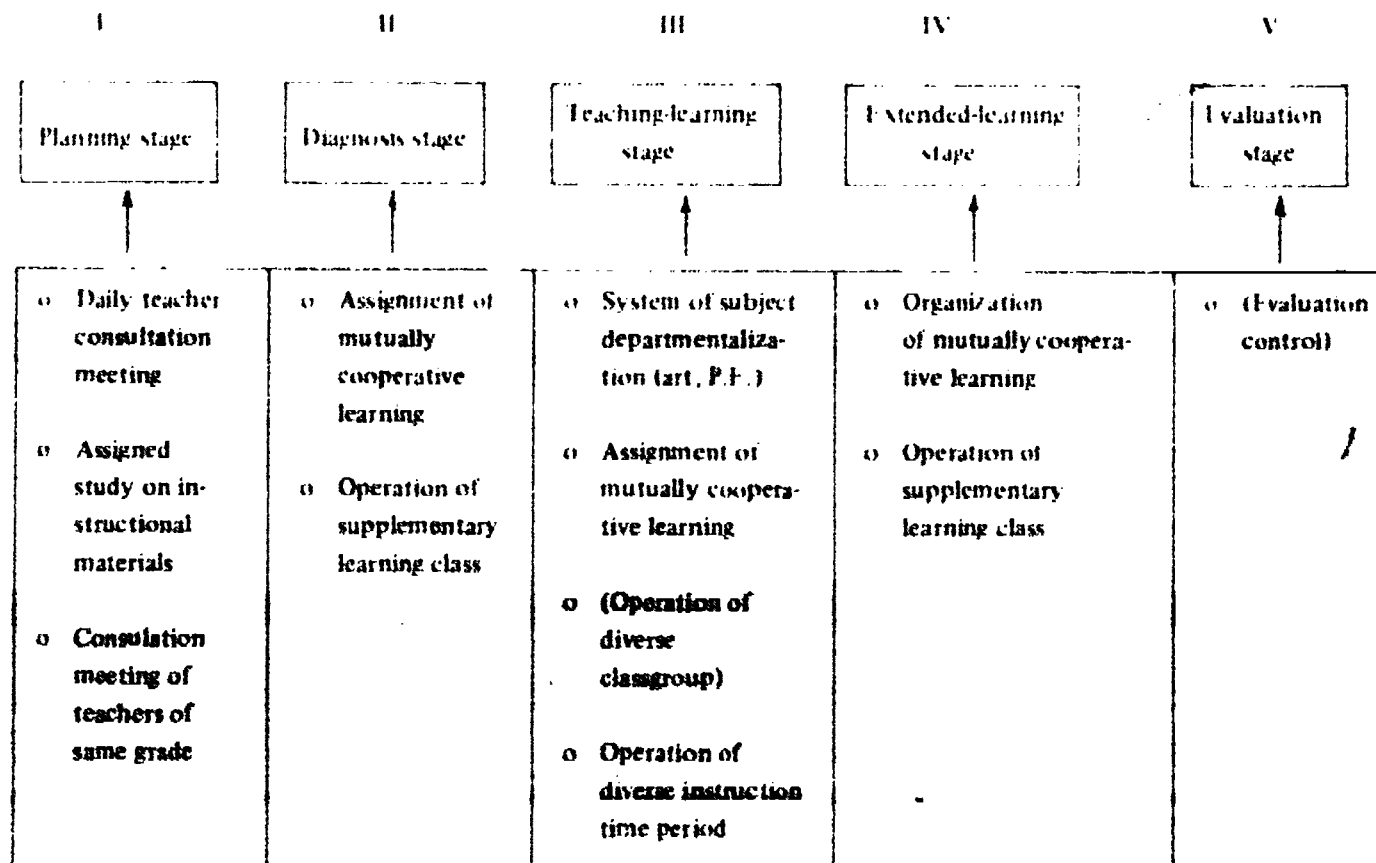 I II III IV V
Planning stage
Diagnosis stage
Teaching-learning
stage
Extended-learning
stage
Evaluation
stage
o Daily teacher
consultation
meeting
o Assigned
study on in-
structional
materials
o Consulation
meeting of
teachers of
same grade
o Assignment of
mutually
cooperative
learning
o Operation of
supplementary
learning class
o System of subject
departmentaliza-
tion (art, P.E.)
o Assignment of
mutually coopera-
tive learning
o (Operation of
diverse
classgroup)
o Operation of
diverse instruction
time period
o Organization
of mutually coopera-
tive learning
o Operation of
supplementary
learning class
o (Evaluation
control)